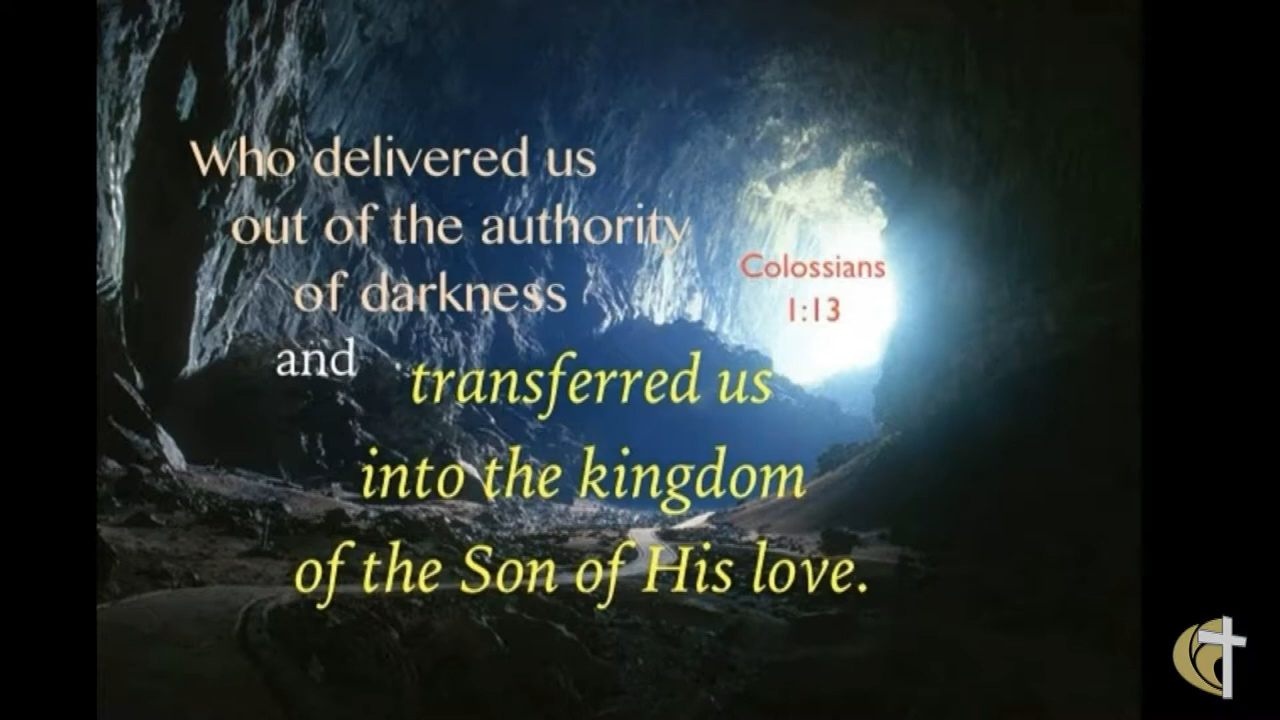 Who delivered us
out of the authority
of darkness
Colossians
1:13
and transferred us
into the kingdom
of the Son of His love.